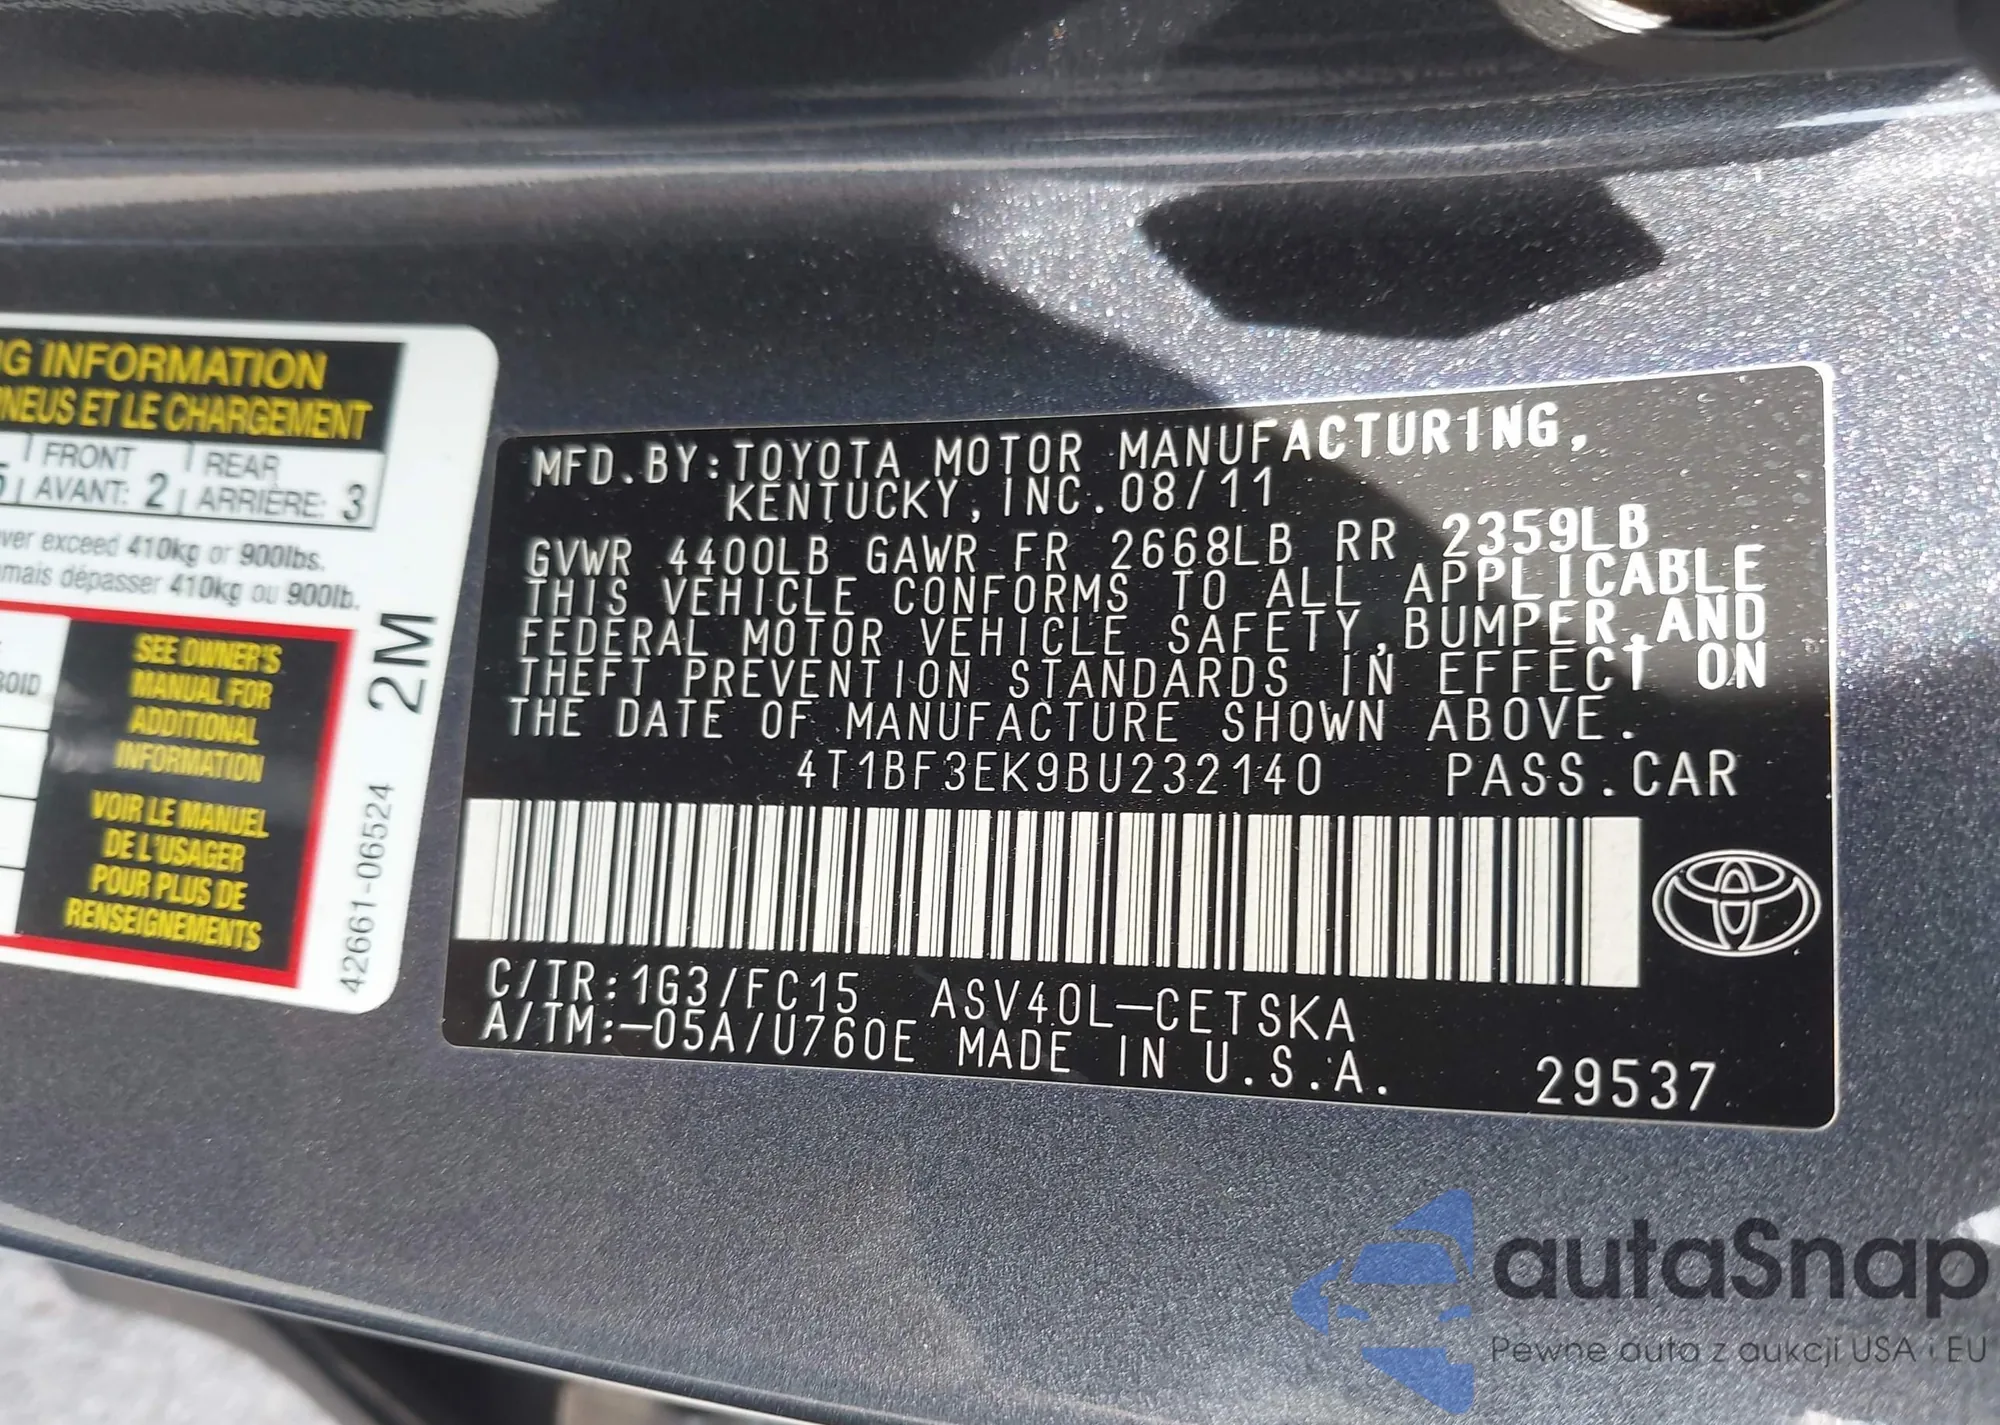 G INFORMATION
PNEUS ET LE CHARGEMENT
5 FRONT AVANT: 2 REAR ARRIÈRE: 3
ver exceed 410kg or 900lbs.
mais dépasser 410kg ou 900lb.
SEE OWNER'S
MANUAL FOR
ADDITIONAL
INFORMATION
VOIR LE MANUEL
DE L'USAGER
POUR PLUS DE
RENSEIGNEMENTS
42661-06524 2M
MFD.BY:TOYOTA MOTOR MANUFACTURING,
KENTUCKY,INC.08/11
GVWR 4400LB GAWR FR 2668LB RR 2359LB
THIS VEHICLE CONFORMS TO ALL APPLICABLE
FEDERAL MOTOR VEHICLE SAFETY,BUMPER,AND
THEFT PREVENTION STANDARDS IN EFFECT ON
THE DATE OF MANUFACTURE SHOWN ABOVE.
4T1BF3EK9BU232140 PASS.CAR
C/TR:1G3/FC15 ASV40L-CETSKA
A/TM:-05A/U760E MADE IN U.S.A. 29537
autaSnap
Pewne auta z aukcji USA i EU